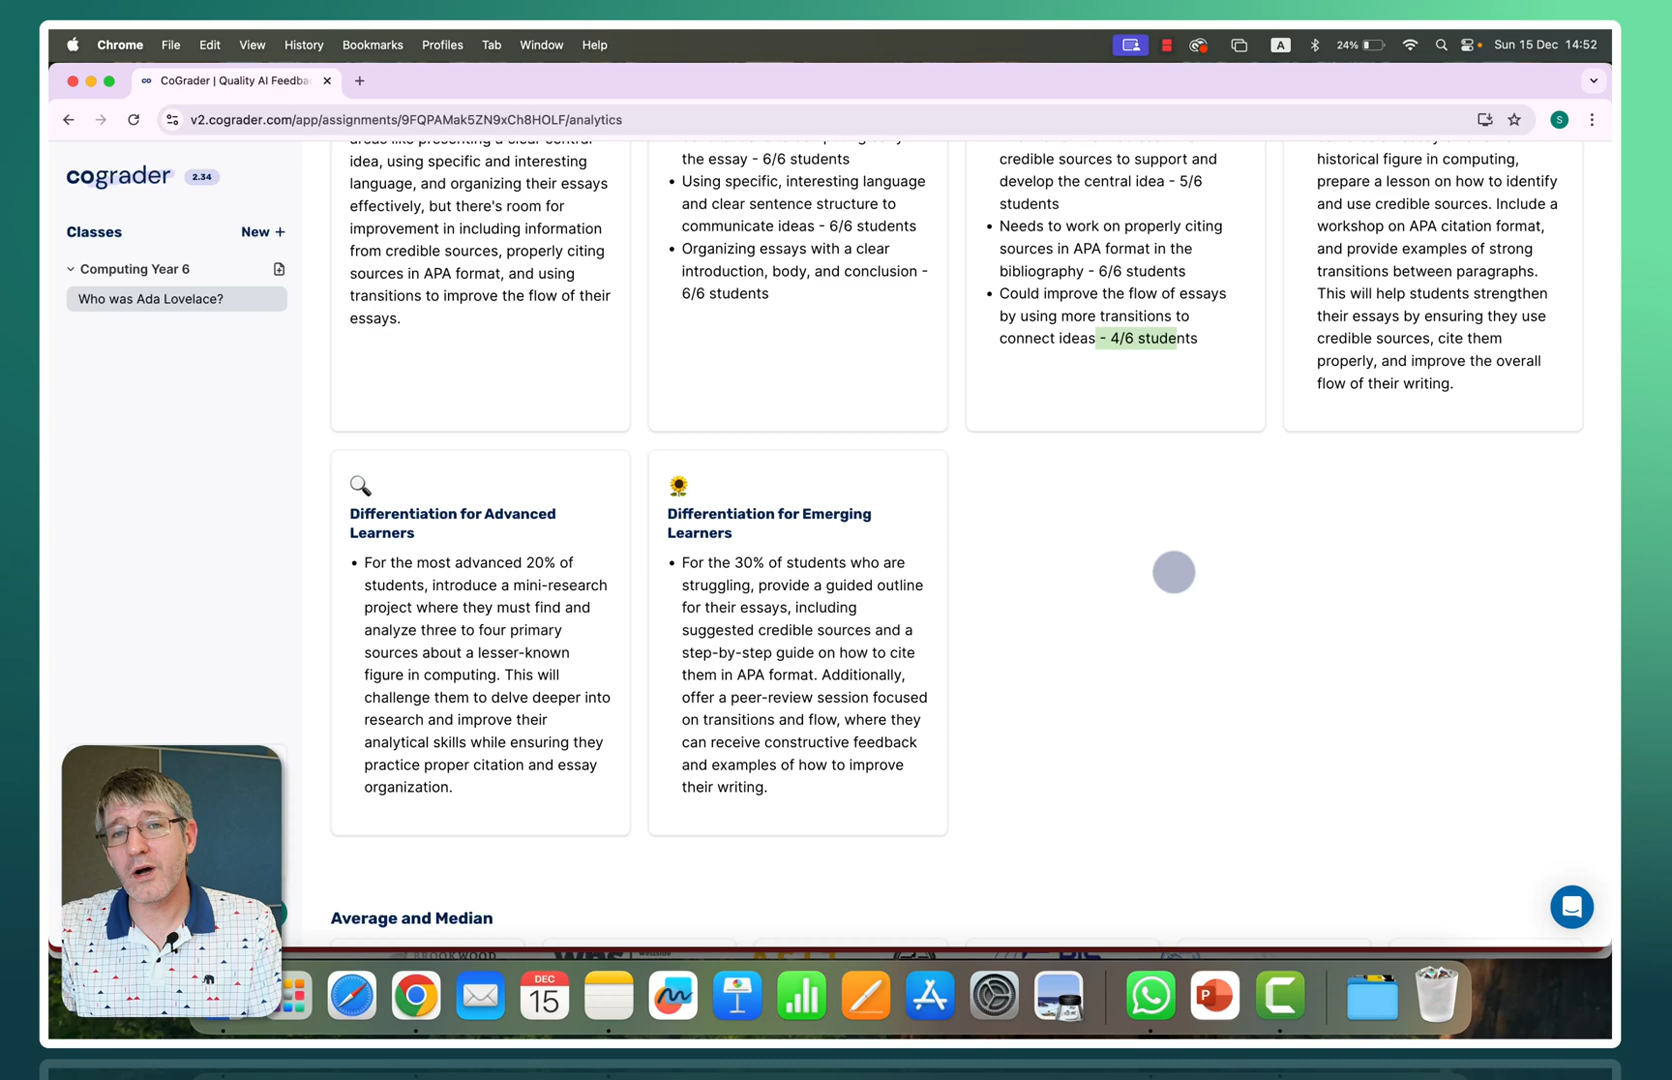 Chrome File Edit View History Bookmarks Profiles Tab Window Help A 24% Sun 15 Dec 14:52
CoGrader | Quality AI Feedba
v2.cograder.com/app/assignments/9FQPAMak5ZN9xCh8HOLF/analytics S
cograder 2.34
Classes New +
Computing Year 6
Who was Ada Lovelace?
areas like presenting a clear central
idea, using specific and interesting
language, and organizing their essays
effectively, but there's room for
improvement in including information
from credible sources, properly citing
sources in APA format, and using
transitions to improve the flow of their
essays.
the essay - 6/6 students
• Using specific, interesting language
and clear sentence structure to
communicate ideas - 6/6 students
• Organizing essays with a clear
introduction, body, and conclusion -
6/6 students
credible sources to support and
develop the central idea - 5/6
students
• Needs to work on properly citing
sources in APA format in the
bibliography - 6/6 students
• Could improve the flow of essays
by using more transitions to
connect ideas - 4/6 students
historical figure in computing,
prepare a lesson on how to identify
and use credible sources. Include a
workshop on APA citation format,
and provide examples of strong
transitions between paragraphs.
This will help students strengthen
their essays by ensuring they use
credible sources, cite them
properly, and improve the overall
flow of their writing.
Differentiation for Advanced
Learners
• For the most advanced 20% of
students, introduce a mini-research
project where they must find and
analyze three to four primary
sources about a lesser-known
figure in computing. This will
challenge them to delve deeper into
research and improve their
analytical skills while ensuring they
practice proper citation and essay
organization.
Differentiation for Emerging
Learners
• For the 30% of students who are
struggling, provide a guided outline
for their essays, including
suggested credible sources and a
step-by-step guide on how to cite
them in APA format. Additionally,
offer a peer-review session focused
on transitions and flow, where they
can receive constructive feedback
and examples of how to improve
their writing.
Average and Median
DEC
15